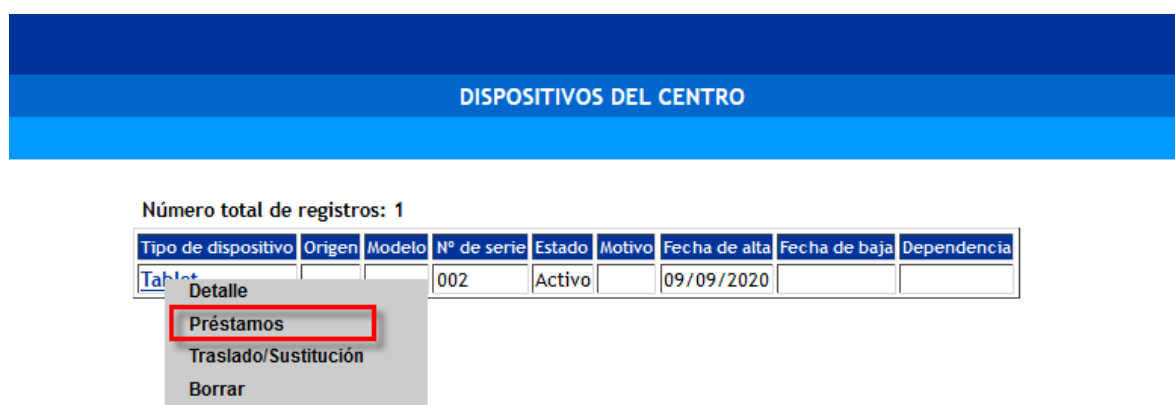 DISPOSITIVOS DEL CENTRO
Número total de registros: 1
Tipo de dispositivo Origen Modelo Nº de serie Estado Motivo Fecha de alta Fecha de baja Dependencia
Tablet 002 Activo 09/09/2020
Detalle
Préstamos
Traslado/Sustitución
Borrar